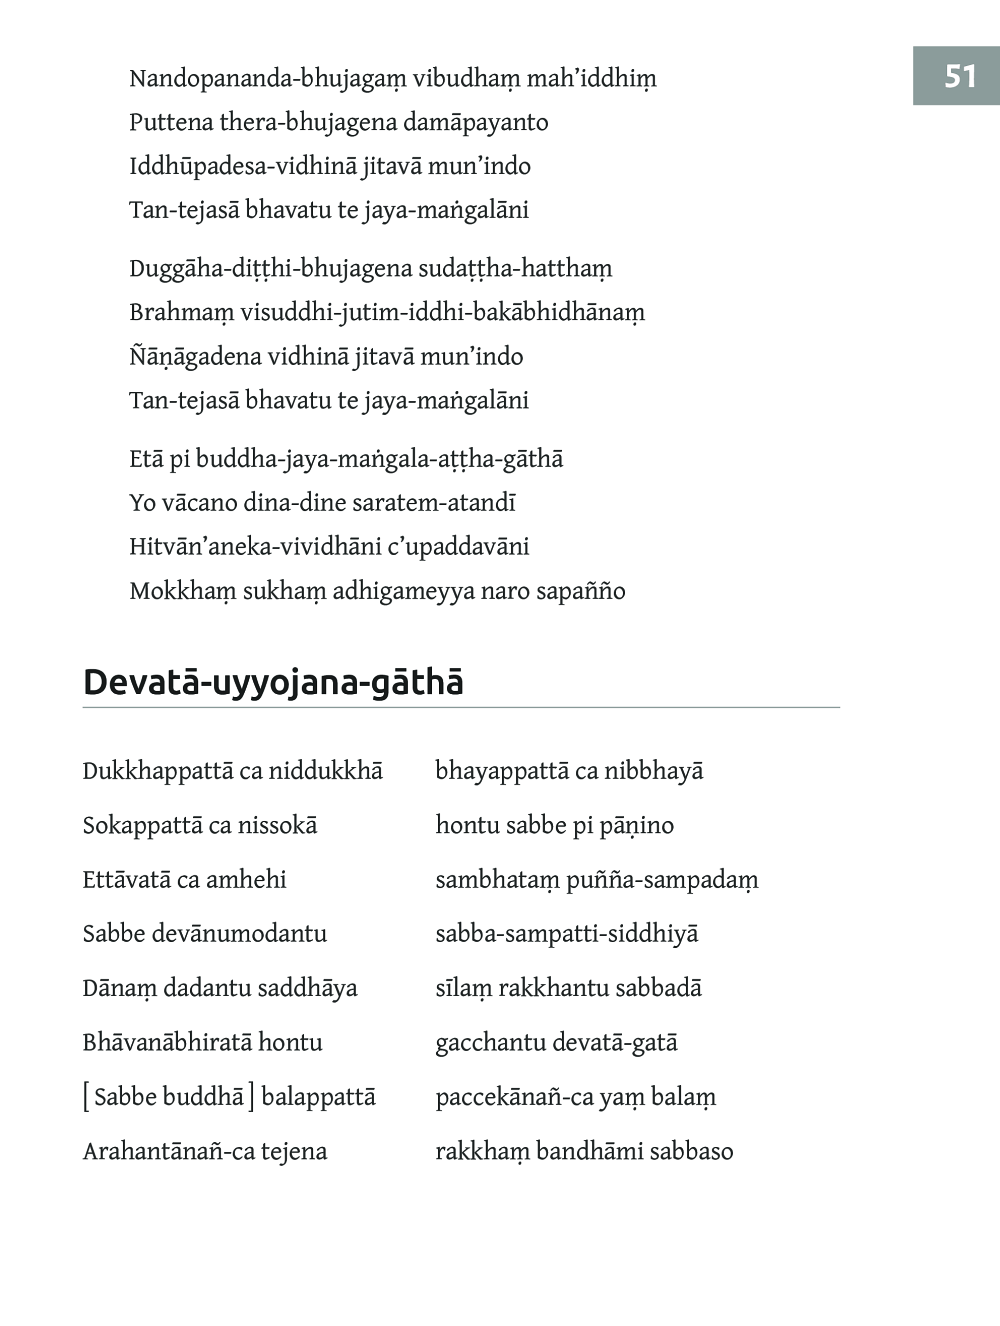 51
Nandopananda-bhujagaṃ vibudhaṃ mah’iddhiṃ
Puttena thera-bhujagena damāpayanto
Iddhūpadesa-vidhinā jitavā mun’indo
Tan-tejasā bhavatu te jaya-maṅgalāni
Duggāha-diṭṭhi-bhujagena sudaṭṭha-hatthaṃ
Brahmaṃ visuddhi-jutim-iddhi-bakābhidhānaṃ
Ñāṇāgadena vidhinā jitavā mun’indo
Tan-tejasā bhavatu te jaya-maṅgalāni
Etā pi buddha-jaya-maṅgala-aṭṭha-gāthā
Yo vācano dina-dine saratem-atandī
Hitvān’aneka-vividhāni c’upaddavāni
Mokkhaṃ sukhaṃ adhigameyya naro sapañño
Devatā-uyyojana-gāthā
Dukkhappattā ca niddukkhā bhayappattā ca nibbhayā
Sokappattā ca nissokā hontu sabbe pi pāṇino
Ettāvatā ca amhehi sambhataṃ puñña-sampadaṃ
Sabbe devānumodantu sabba-sampatti-siddhiyā
Dānaṃ dadantu saddhāya sīlaṃ rakkhantu sabbadā
Bhāvanābhiratā hontu gacchantu devatā-gatā
[ Sabbe buddhā ] balappattā paccekānañ-ca yaṃ balaṃ
Arahantānañ-ca tejena rakkhaṃ bandhāmi sabbaso